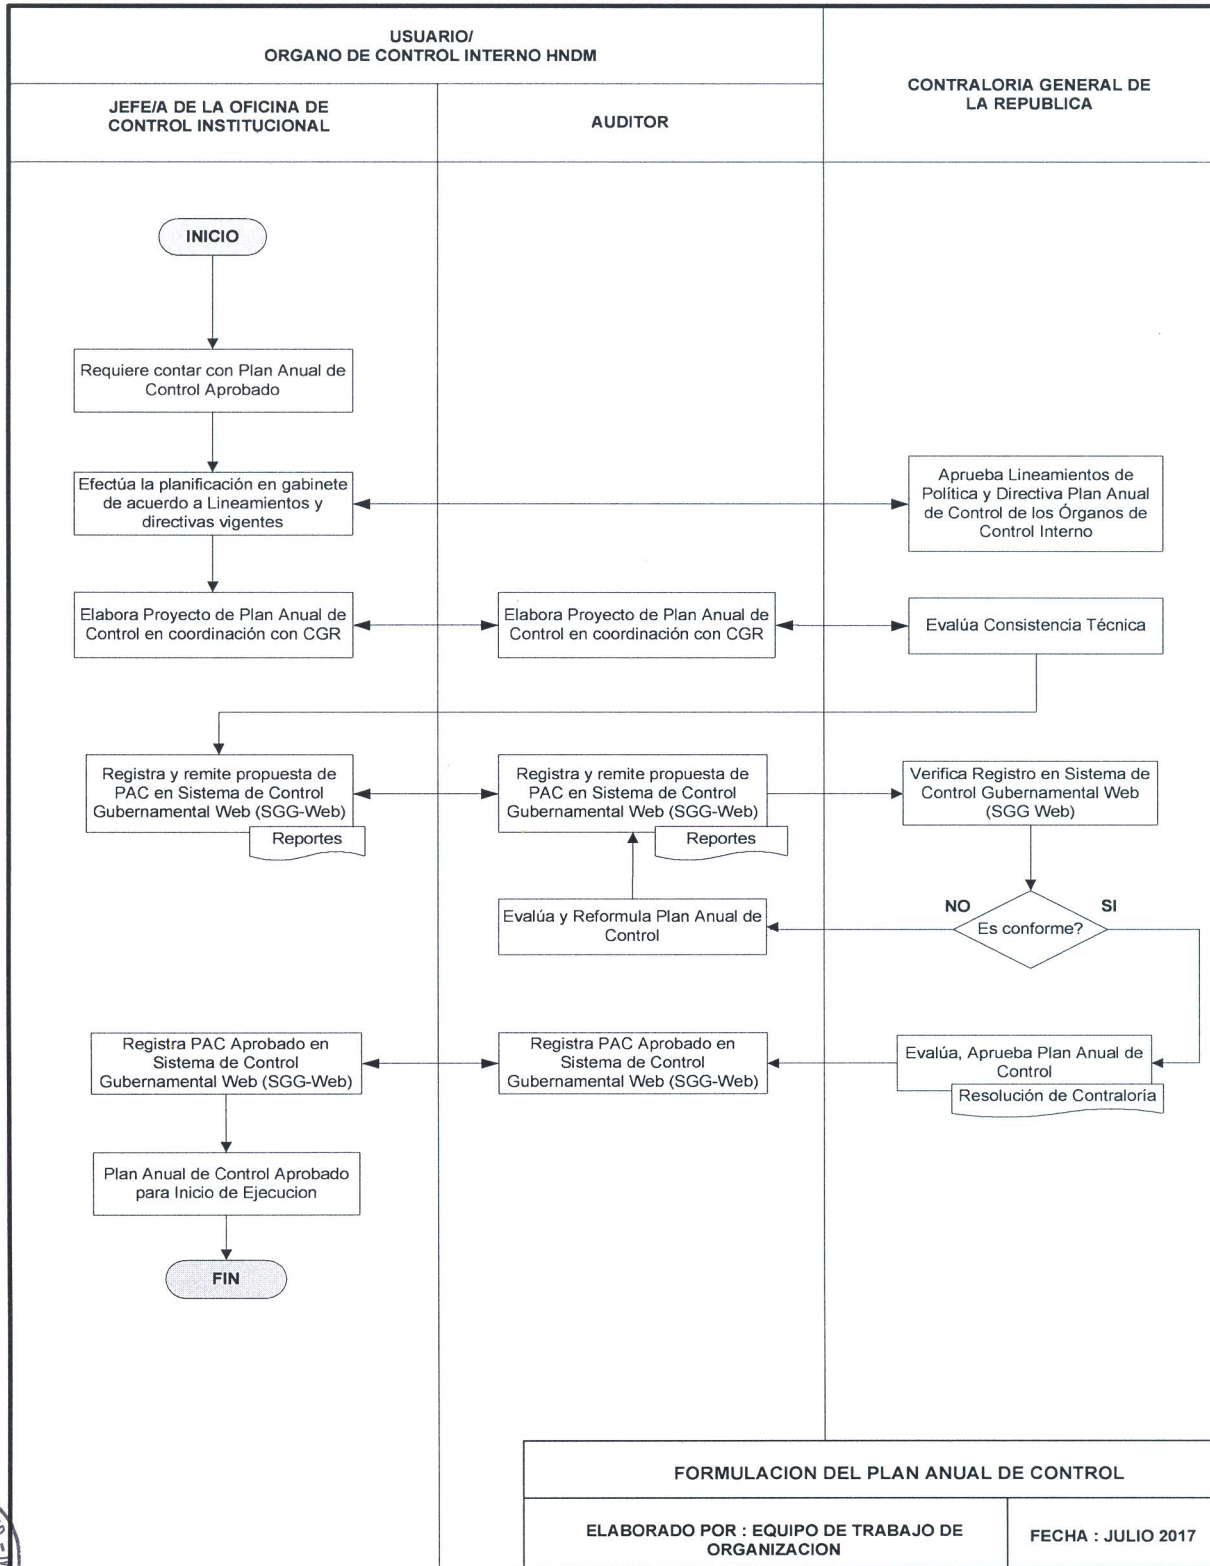 USUARIO/
ORGANO DE CONTROL INTERNO HNDM
CONTRALORIA GENERAL DE
LA REPUBLICA
JEFE/A DE LA OFICINA DE
CONTROL INSTITUCIONAL
AUDITOR
INICIO
Requiere contar con Plan Anual de
Control Aprobado
Efectúa la planificación en gabinete
de acuerdo a Lineamientos y
directivas vigentes
Aprueba Lineamientos de
Política y Directiva Plan Anual
de Control de los Órganos de
Control Interno
Elabora Proyecto de Plan Anual de
Control en coordinación con CGR
Elabora Proyecto de Plan Anual de
Control en coordinación con CGR
Evalúa Consistencia Técnica
Registra y remite propuesta de
PAC en Sistema de Control
Gubernamental Web (SGG-Web)
Reportes
Registra y remite propuesta de
PAC en Sistema de Control
Gubernamental Web (SGG-Web)
Reportes
Verifica Registro en Sistema de
Control Gubernamental Web
(SGG Web)
NO
SI
Es conforme?
Evalúa y Reformula Plan Anual de
Control
Registra PAC Aprobado en
Sistema de Control
Gubernamental Web (SGG-Web)
Registra PAC Aprobado en
Sistema de Control
Gubernamental Web (SGG-Web)
Evalúa, Aprueba Plan Anual de
Control
Resolución de Contraloría
Plan Anual de Control Aprobado
para Inicio de Ejecucion
FIN
FORMULACION DEL PLAN ANUAL DE CONTROL
ELABORADO POR : EQUIPO DE TRABAJO DE
ORGANIZACION
FECHA : JULIO 2017